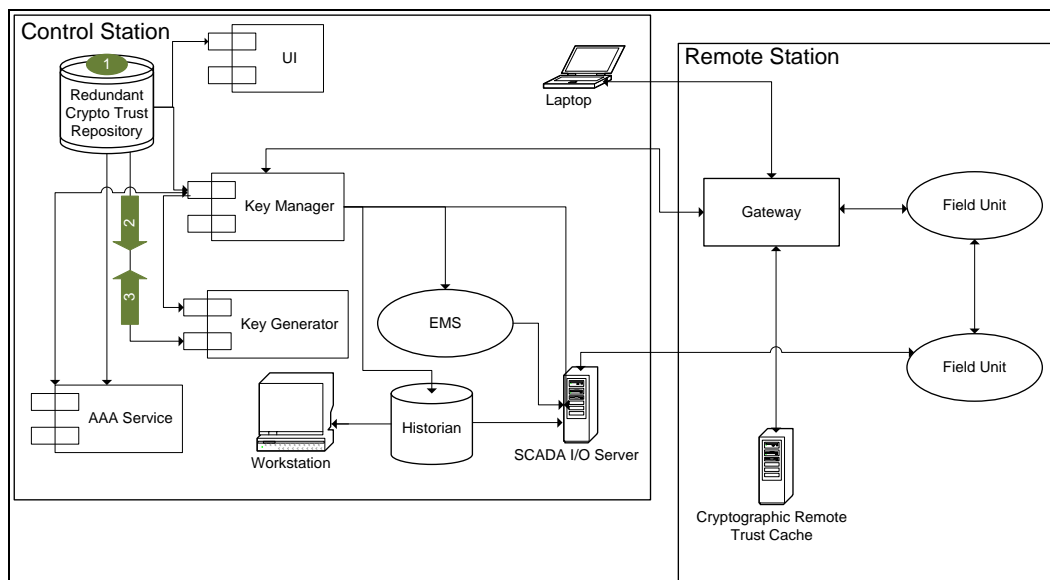 Control Station
1
Redundant
Crypto Trust
Repository
UI
Laptop
Remote Station
Key Manager
2
3
Gateway
Field Unit
Key Generator
EMS
Field Unit
AAA Service
Workstation
Historian
SCADA I/O Server
Cryptographic Remote
Trust Cache